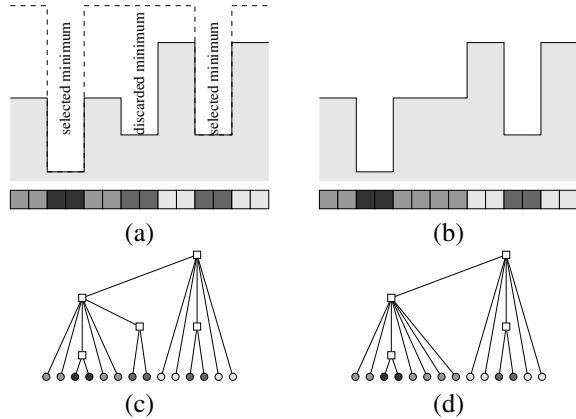 selected minimum
discarded minimum
selected minimum
(a)
(b)
(c)
(d)